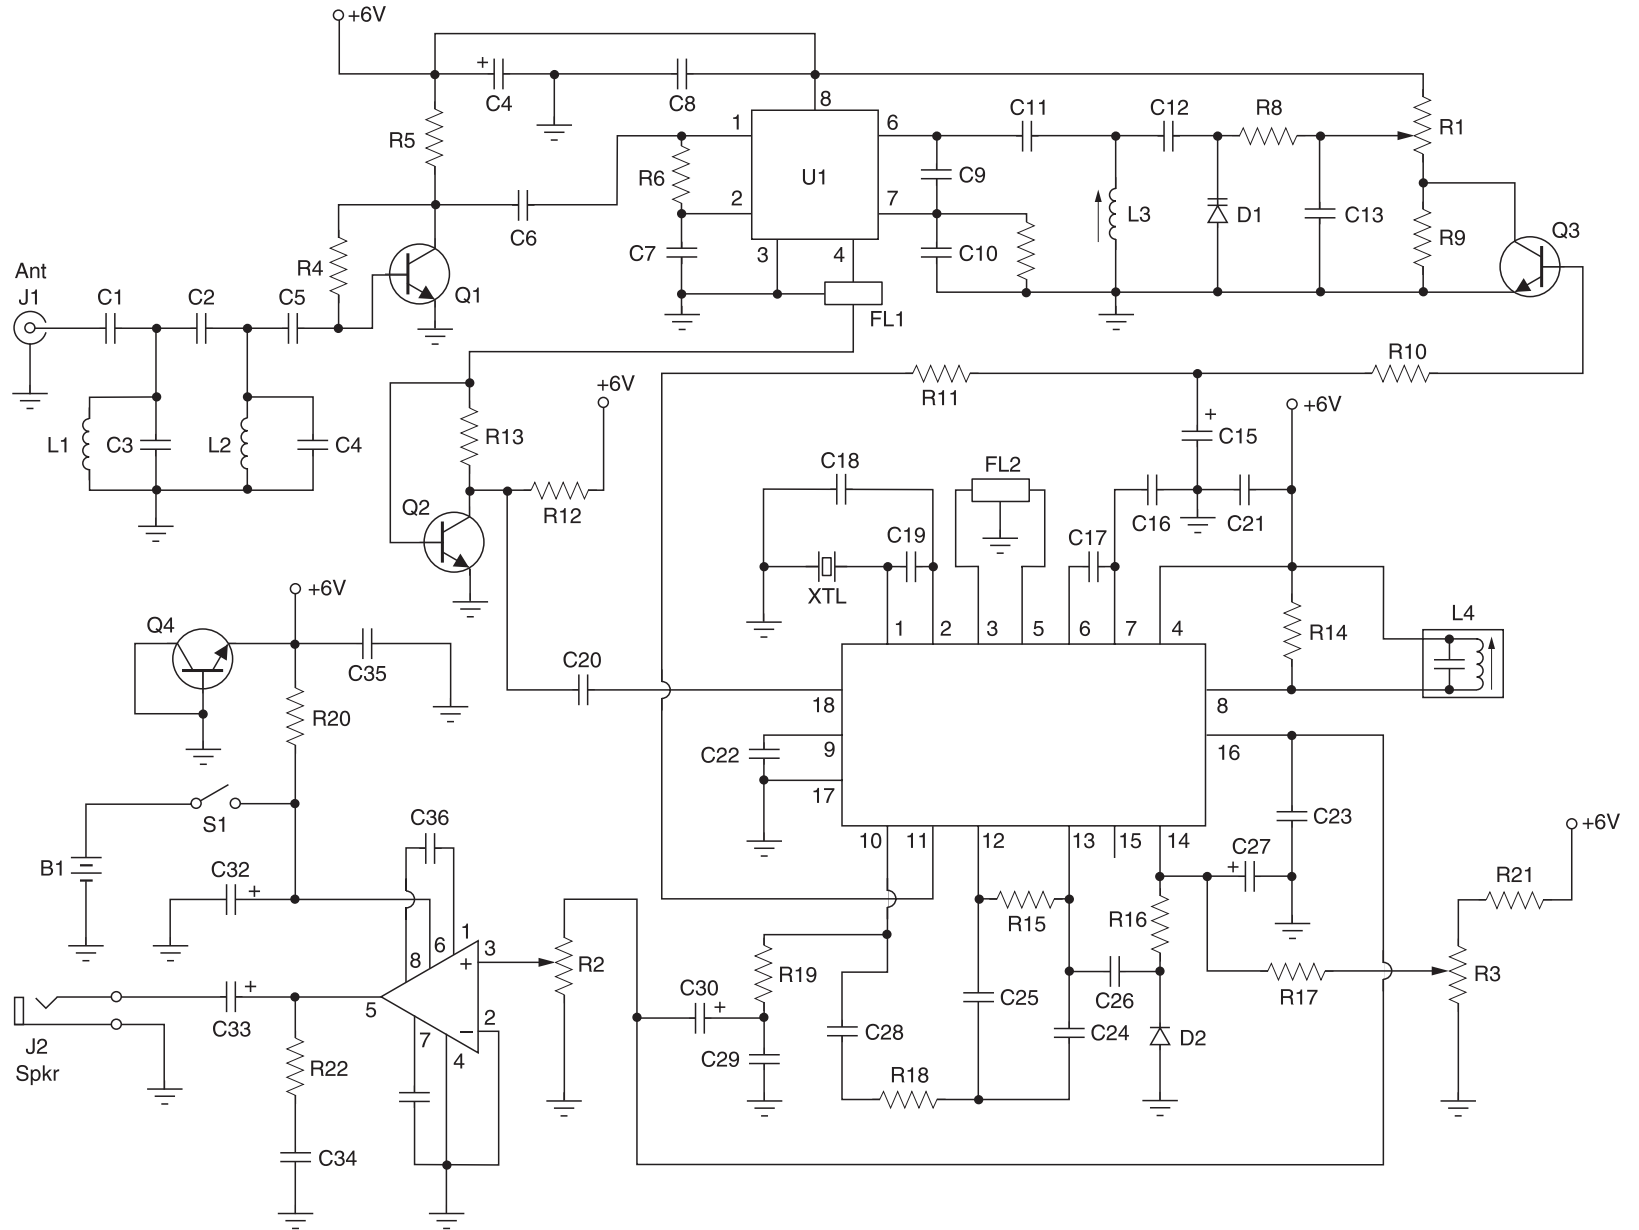 +6V
+
C4
C8
8
R5
1
6
C11
C12
R8
R1
R6
U1
C9
2
7
L3
D1
C13
R9
Q3
C6
C7
3
4
C10
R4
Q1
FL1
Ant
J1
C1
C2
C5
+6V
R11
R10
+
C15
+6V
L1
C3
L2
C4
R13
R12
Q2
C18
FL2
C16
C21
C19
C17
XTL
+6V
Q4
1
2
3
5
6
7
4
R14
L4
C35
C20
18
8
R20
C22
9
16
17
S1
C36
10
11
12
13
15
14
C23
+6V
B1
C32
+
C27
+
R21
R15
R16
1
6
8
3
+
R2
R19
R17
R3
C33
+
5
C30
+
C25
C26
J2
Spkr
2
–
7
4
C29
C28
C24
D2
R22
R18
C34